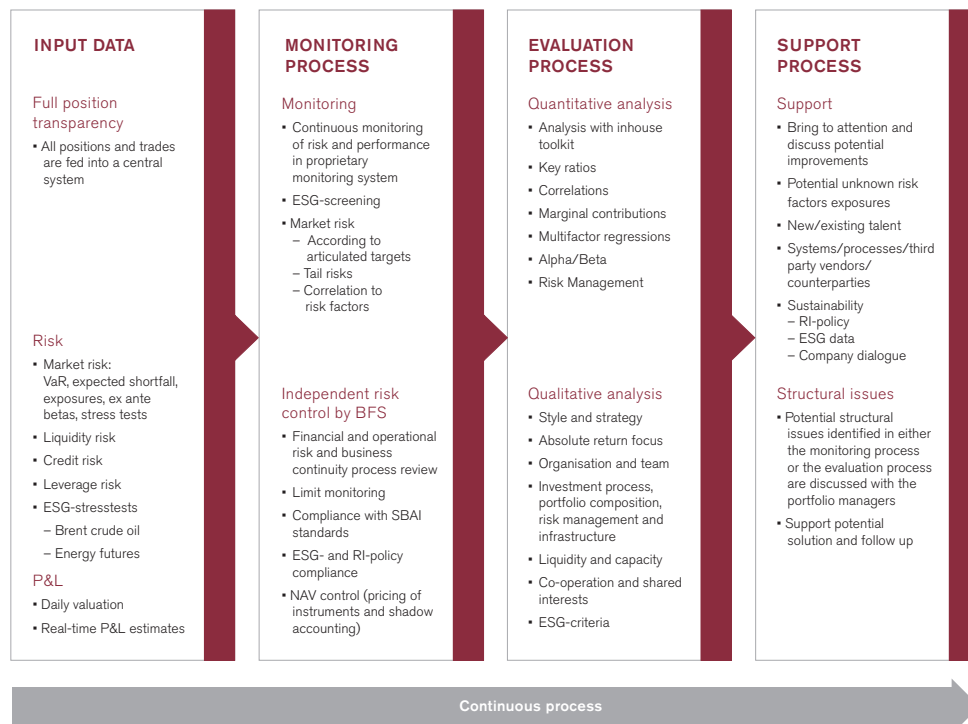 INPUT DATA
Full position
transparency
▪ All positions and trades
are fed into a central
system
Risk
▪ Market risk:
VaR, expected shortfall,
exposures, ex ante
betas, stress tests
▪ Liquidity risk
▪ Credit risk
▪ Leverage risk
▪ ESG-stresstests
– Brent crude oil
– Energy futures
P&L
▪ Daily valuation
▪ Real-time P&L estimates
MONITORING
PROCESS
Monitoring
▪ Continuous monitoring
of risk and performance
in proprietary
monitoring system
▪ ESG-screening
▪ Market risk
– According to
articulated targets
– Tail risks
– Correlation to
risk factors
Independent risk
control by BFS
▪ Financial and operational
risk and business
continuity process review
▪ Limit monitoring
▪ Compliance with SBAI
standards
▪ ESG- and RI-policy
compliance
▪ NAV control (pricing of
instruments and shadow
accounting)
EVALUATION
PROCESS
Quantitative analysis
▪ Analysis with inhouse
toolkit
▪ Key ratios
▪ Correlations
▪ Marginal contributions
▪ Multifactor regressions
▪ Alpha/Beta
▪ Risk Management
Qualitative analysis
▪ Style and strategy
▪ Absolute return focus
▪ Organisation and team
▪ Investment process,
portfolio composition,
risk management and
infrastructure
▪ Liquidity and capacity
▪ Co-operation and shared
interests
▪ ESG-criteria
SUPPORT
PROCESS
Support
▪ Bring to attention and
discuss potential
improvements
▪ Potential unknown risk
factors exposures
▪ New/existing talent
▪ Systems/processes/third
party vendors/
counterparties
▪ Sustainability
– RI-policy
– ESG data
– Company dialogue
Structural issues
▪ Potential structural
issues identified in either
the monitoring process
or the evaluation process
are discussed with the
portfolio managers
▪ Support potential
solution and follow up
Continuous process